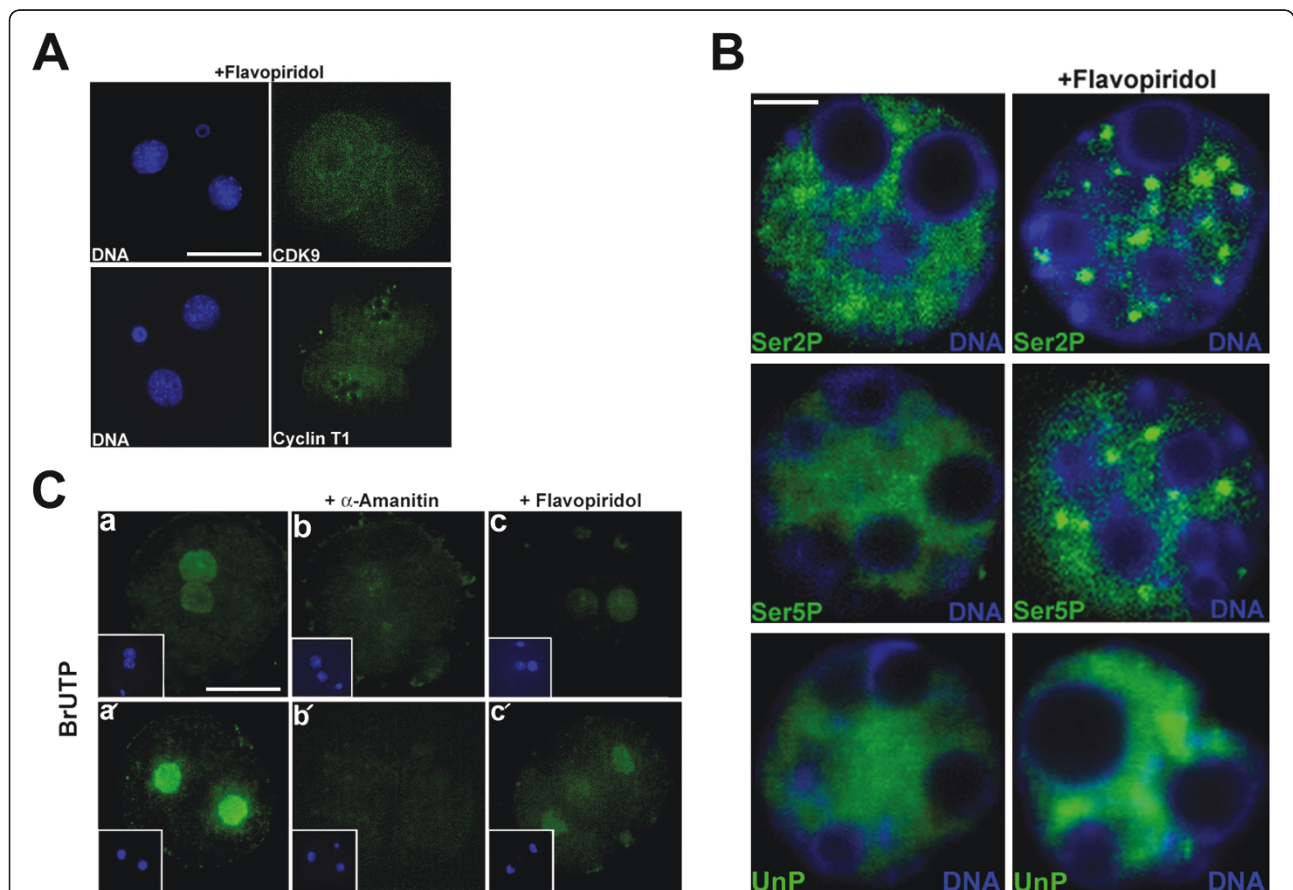 A
+Flavopiridol
DNA
CDK9
DNA
Cyclin T1
B
+Flavopiridol
Ser2P DNA
Ser2P DNA
Ser5P DNA
Ser5P DNA
UnP DNA
UnP DNA
C
+ α-Amanitin
+ Flavopiridol
BrUTP
a
b
c
a´
b´
c´